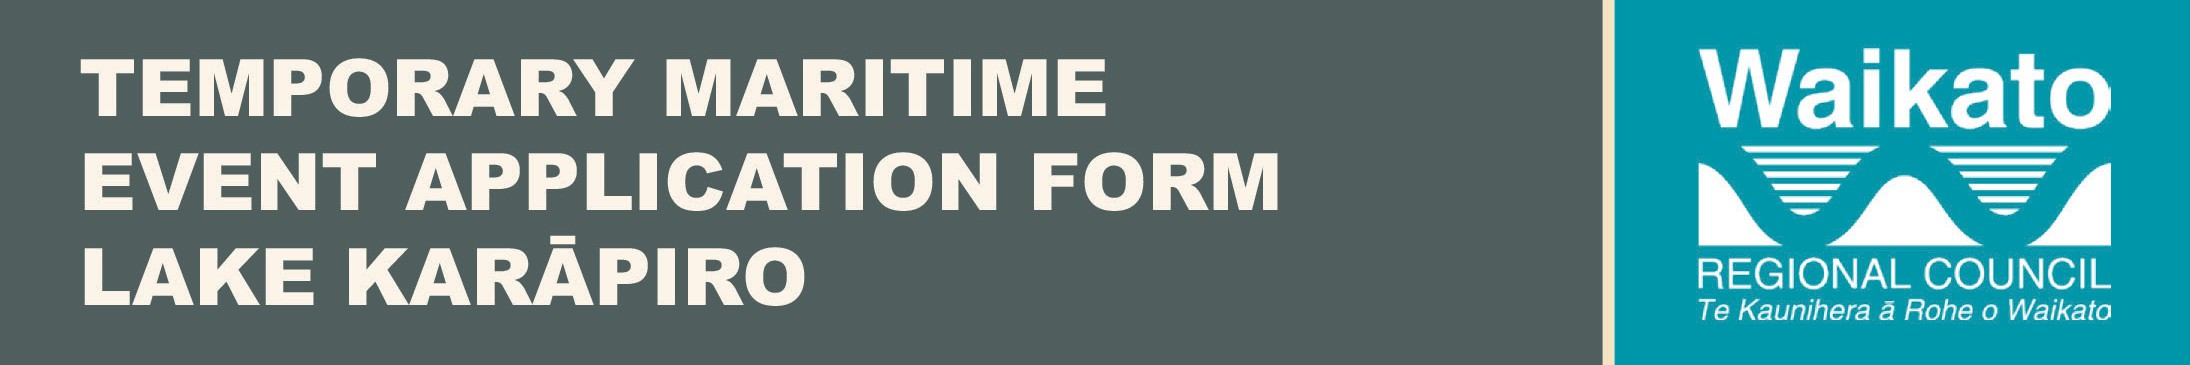 TEMPORARY MARITIME
EVENT APPLICATION FORM
LAKE KARĀPIRO
Waikato
REGIONAL COUNCIL
Te Kaunihera ā Rohe o Waikato